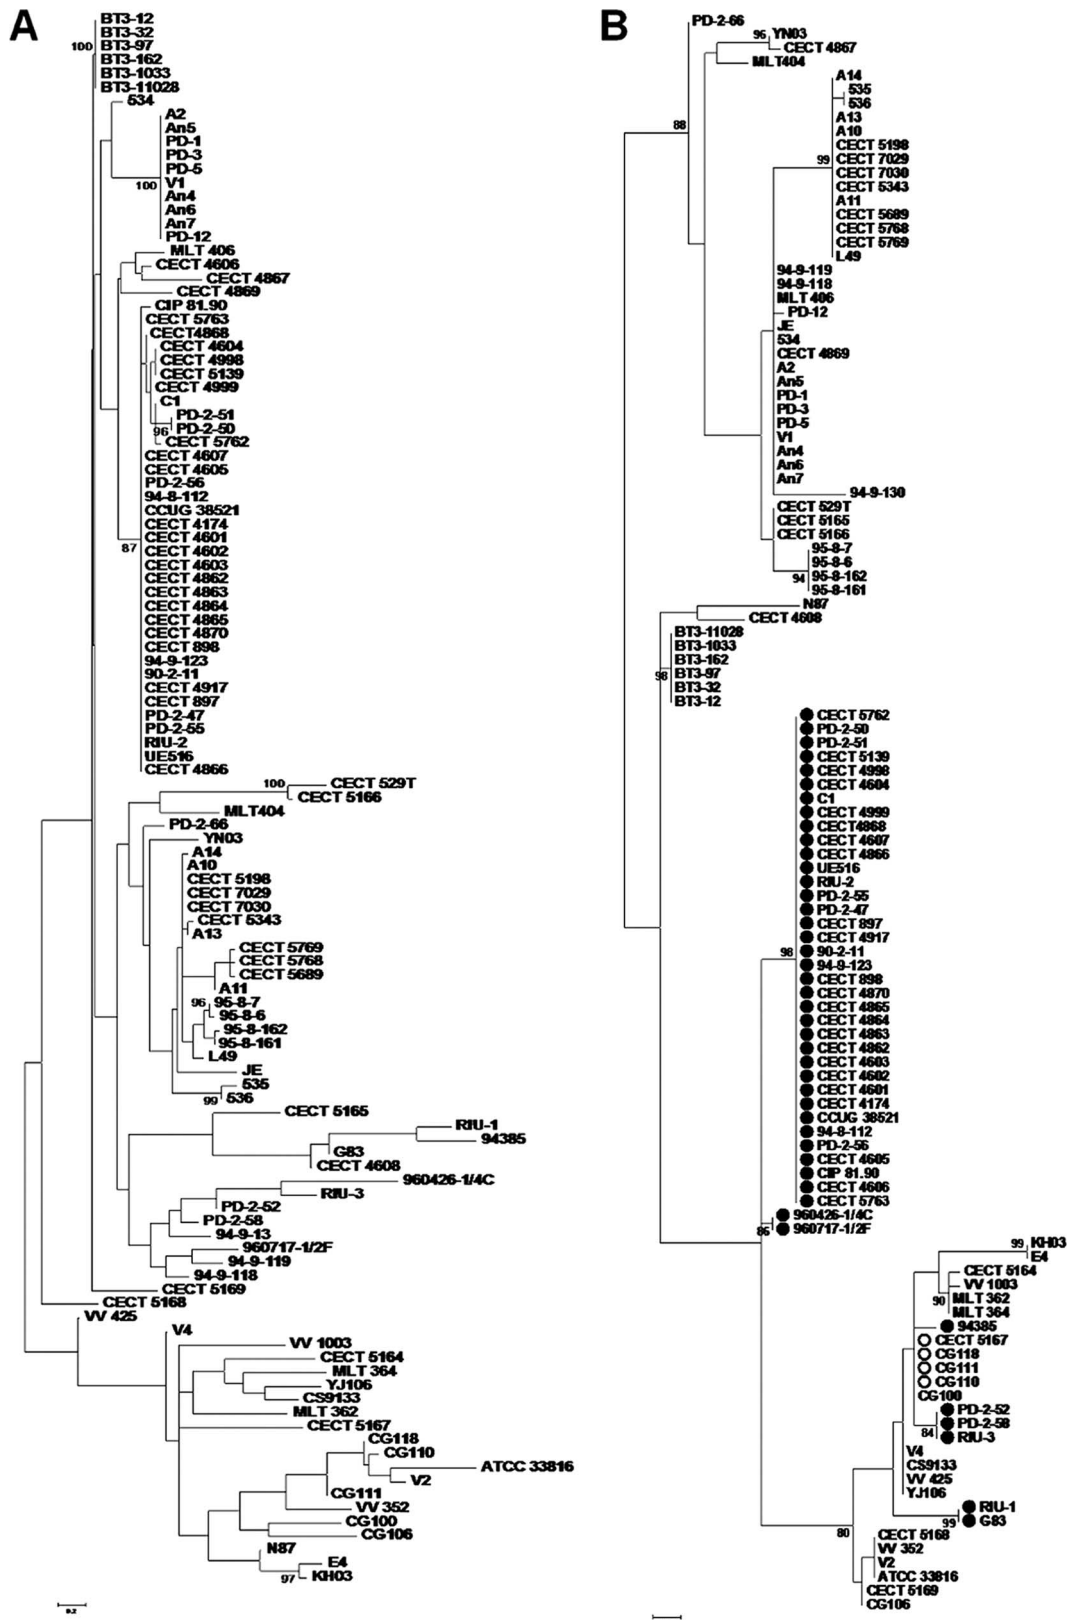 A
BT3-12
BT3-32
BT3-97
100
BT3-162
BT3-1033
BT3-11028
534
A2
An5
PD-1
PD-3
PD-5
V1
100
An4
An6
An7
PD-12
MLT 406
CECT 4606
CECT 4867
CECT 4869
CIP 81.90
CECT 5763
CECT4868
CECT 4604
CECT 4998
CECT 5139
CECT 4999
C1
PD-2-51
PD-2-50
96
CECT 5762
CECT 4607
CECT 4605
PD-2-56
94-8-112
CCUG 38521
CECT 4174
CECT 4601
87
CECT 4602
CECT 4603
CECT 4862
CECT 4863
CECT 4864
CECT 4865
CECT 4870
CECT 898
94-9-123
90-2-11
CECT 4917
CECT 897
PD-2-47
PD-2-55
RIU-2
UE516
CECT 4866
100
CECT 529T
CECT 5166
MLT404
PD-2-66
YN03
A14
A10
CECT 5198
CECT 7029
CECT 7030
CECT 5343
A13
CECT 5769
CECT 5768
CECT 5689
A11
96
95-8-7
95-8-6
95-8-162
95-8-161
L49
JE
535
99
536
CECT 5165
RIU-1
94385
G83
CECT 4608
960426-1/4C
RIU-3
PD-2-52
PD-2-58
94-9-13
960717-1/2F
94-9-119
94-9-118
CECT 5169
CECT 5168
VV 425
V4
VV 1003
CECT 5164
MLT 364
YJ106
CS9133
MLT 362
CECT 5167
CG118
CG110
ATCC 33816
V2
CG111
VV 352
CG100
CG106
N87
E4
97
KH03
0.2
B
PD-2-66
96
YN03
CECT 4867
MLT404
88
A14
535
536
A13
A10
CECT 5198
99
CECT 7029
CECT 7030
CECT 5343
A11
CECT 5689
CECT 5768
CECT 5769
L49
94-9-119
94-9-118
MLT 406
PD-12
JE
534
CECT 4869
A2
An5
PD-1
PD-3
PD-5
V1
An4
An6
An7
94-9-130
CECT 529T
CECT 5165
CECT 5166
95-8-7
95-8-6
94
95-8-162
95-8-161
N87
CECT 4608
BT3-11028
BT3-1033
BT3-162
98
BT3-97
BT3-32
BT3-12
CECT 5762
PD-2-50
PD-2-51
CECT 5139
CECT 4998
CECT 4604
C1
CECT 4999
CECT4868
CECT 4607
CECT 4866
UE516
RIU-2
PD-2-55
PD-2-47
CECT 897
CECT 4917
98
90-2-11
94-9-123
CECT 898
CECT 4870
CECT 4865
CECT 4864
CECT 4863
CECT 4862
CECT 4603
CECT 4602
CECT 4601
CECT 4174
CCUG 38521
94-8-112
PD-2-56
CECT 4605
CIP 81.90
CECT 4606
CECT 5763
960426-1/4C
86
960717-1/2F
99
KH03
E4
CECT 5164
VV 1003
90
MLT 362
MLT 364
94385
CECT 5167
CG118
CG111
CG110
CG100
PD-2-52
PD-2-58
84
RIU-3
V4
CS9133
VV 425
YJ106
RIU-1
99
G83
80
CECT 5168
VV 352
V2
ATCC 33816
CECT 5169
CG106